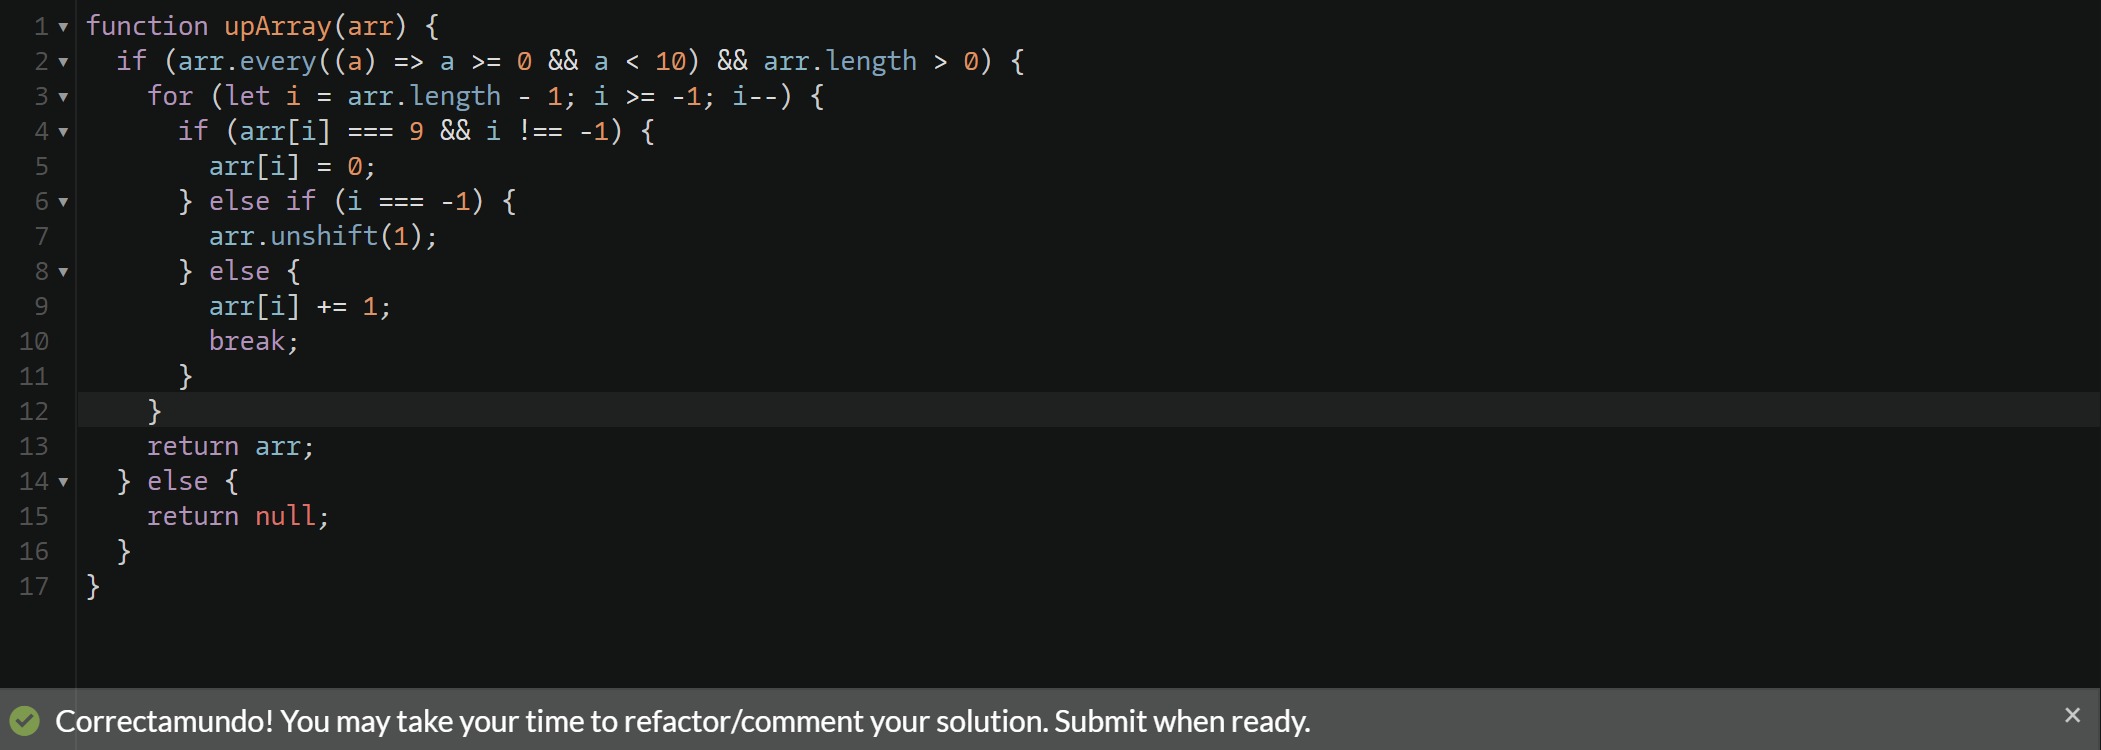 1 function upArray(arr) {
2   if (arr.every((a) => a >= 0 && a < 10) && arr.length > 0) {
3     for (let i = arr.length - 1; i >= -1; i--) {
4       if (arr[i] === 9 && i !== -1) {
5         arr[i] = 0;
6       } else if (i === -1) {
7         arr.unshift(1);
8       } else {
9         arr[i] += 1;
10         break;
11       }
12     }
13     return arr;
14   } else {
15     return null;
16   }
17 }
Correctamundo! You may take your time to refactor/comment your solution. Submit when ready.